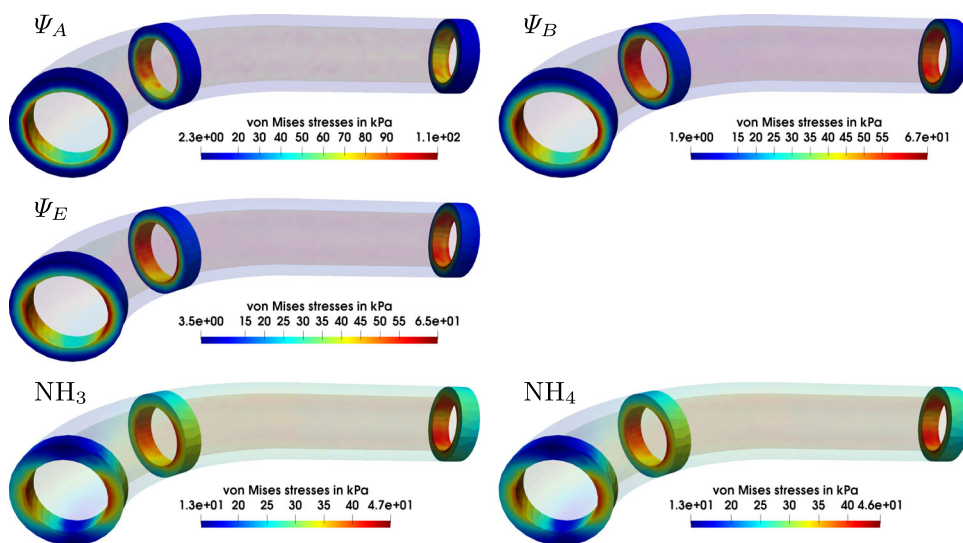 Ψ_A
von Mises stresses in kPa
2.3e+00 20 30 40 50 60 70 80 90 1.1e+02
Ψ_B
von Mises stresses in kPa
1.9e+00 15 20 25 30 35 40 45 50 55 6.7e+01
Ψ_E
von Mises stresses in kPa
3.5e+00 15 20 25 30 35 40 45 50 55 6.5e+01
NH₃
von Mises stresses in kPa
1.3e+01 20 25 30 35 40 4.7e+01
NH₄
von Mises stresses in kPa
1.3e+01 20 25 30 35 40 4.6e+01